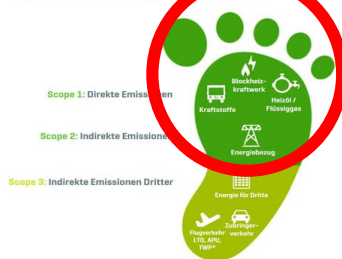 Blockheiz-
kraftwerk
Scope 1: Direkte Emissionen
Kraftstoffe
Heizöl /
Flüssiggas
Scope 2: Indirekte Emissione
Energiebezug
Scope 3: Indirekte Emissionen Dritter
Energie für Dritte
Flugverkehr
LTO, APU,
TWP*
Zubringer-
verkehr